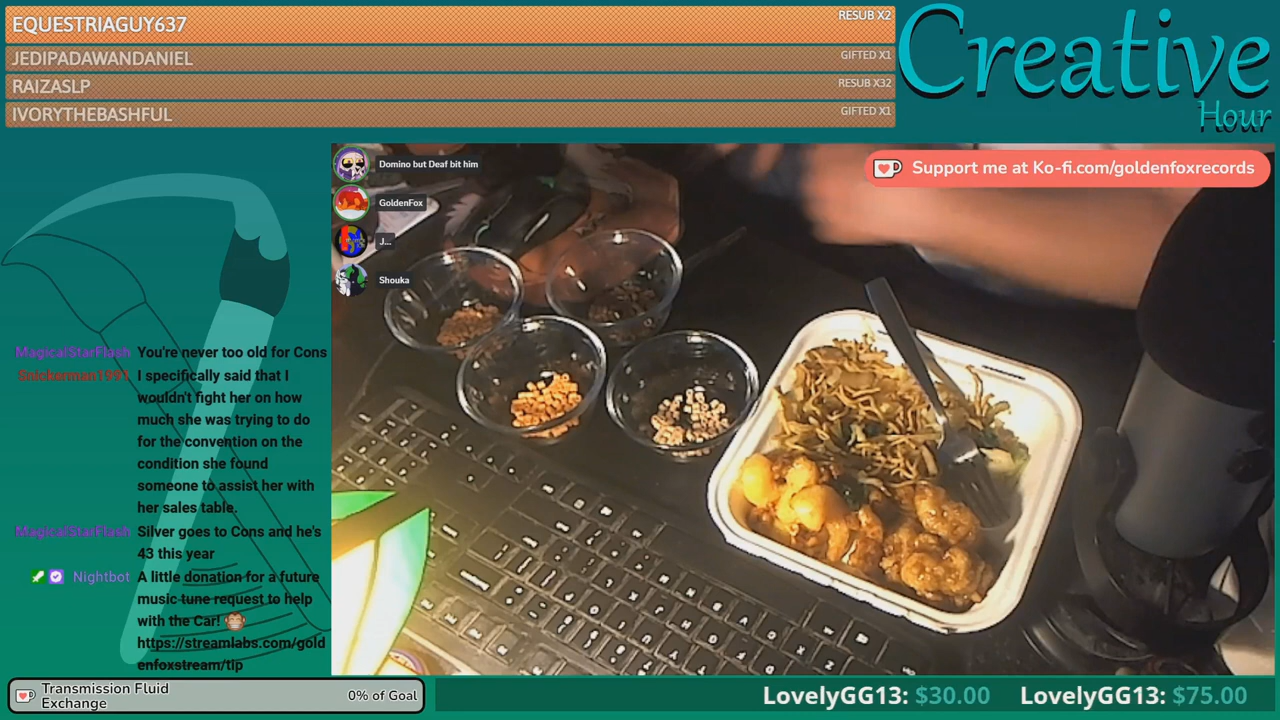 EQUESTRIAGUY637 RESUB X2
JEDIPADAWANDANIEL GIFTED X1
RAIZASLP RESUB X32
IVORYTHEBASHFUL GIFTED X1
Creative
Hour
Domino but Deaf bit him
GoldenFox
J...
Shouka
Support me at Ko-fi.com/goldenfoxrecords
MagicalStarFlash You're never too old for Cons
Snickerman1991 I specifically said that I
wouldn't fight her on how
much she was trying to do
for the convention on the
condition she found
someone to assist her with
her sales table.
MagicalStarFlash Silver goes to Cons and he's
43 this year
Nightbot A little donation for a future
music tune request to help
with the Car! 🐵
https://streamlabs.com/gold
enfoxstream/tip
Transmission Fluid
Exchange
0% of Goal
LovelyGG13: $30.00 LovelyGG13: $75.00